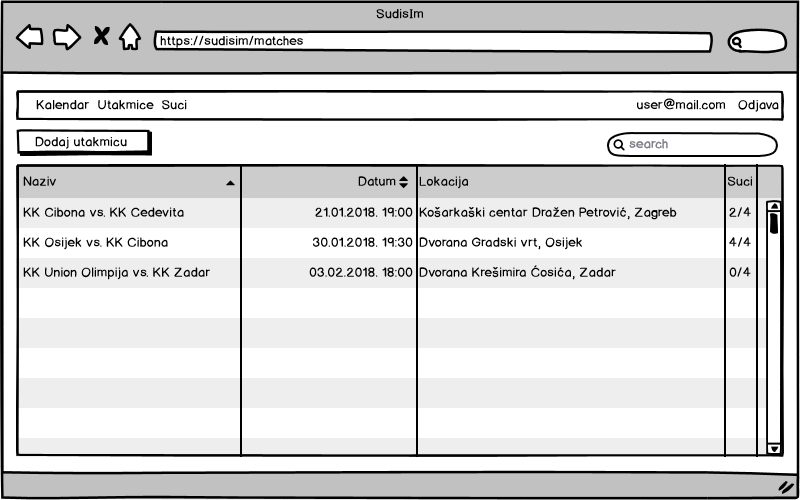 SudisIm
https://sudisim/matches
Kalendar Utakmice Suci user@mail.com Odjava
Dodaj utakmicu search
Naziv Datum Lokacija Suci
KK Cibona vs. KK Cedevita 21.01.2018. 19:00 Košarkaški centar Dražen Petrović, Zagreb 2/4
KK Osijek vs. KK Cibona 30.01.2018. 19:30 Dvorana Gradski vrt, Osijek 4/4
KK Union Olimpija vs. KK Zadar 03.02.2018. 18:00 Dvorana Krešimira Ćosića, Zadar 0/4